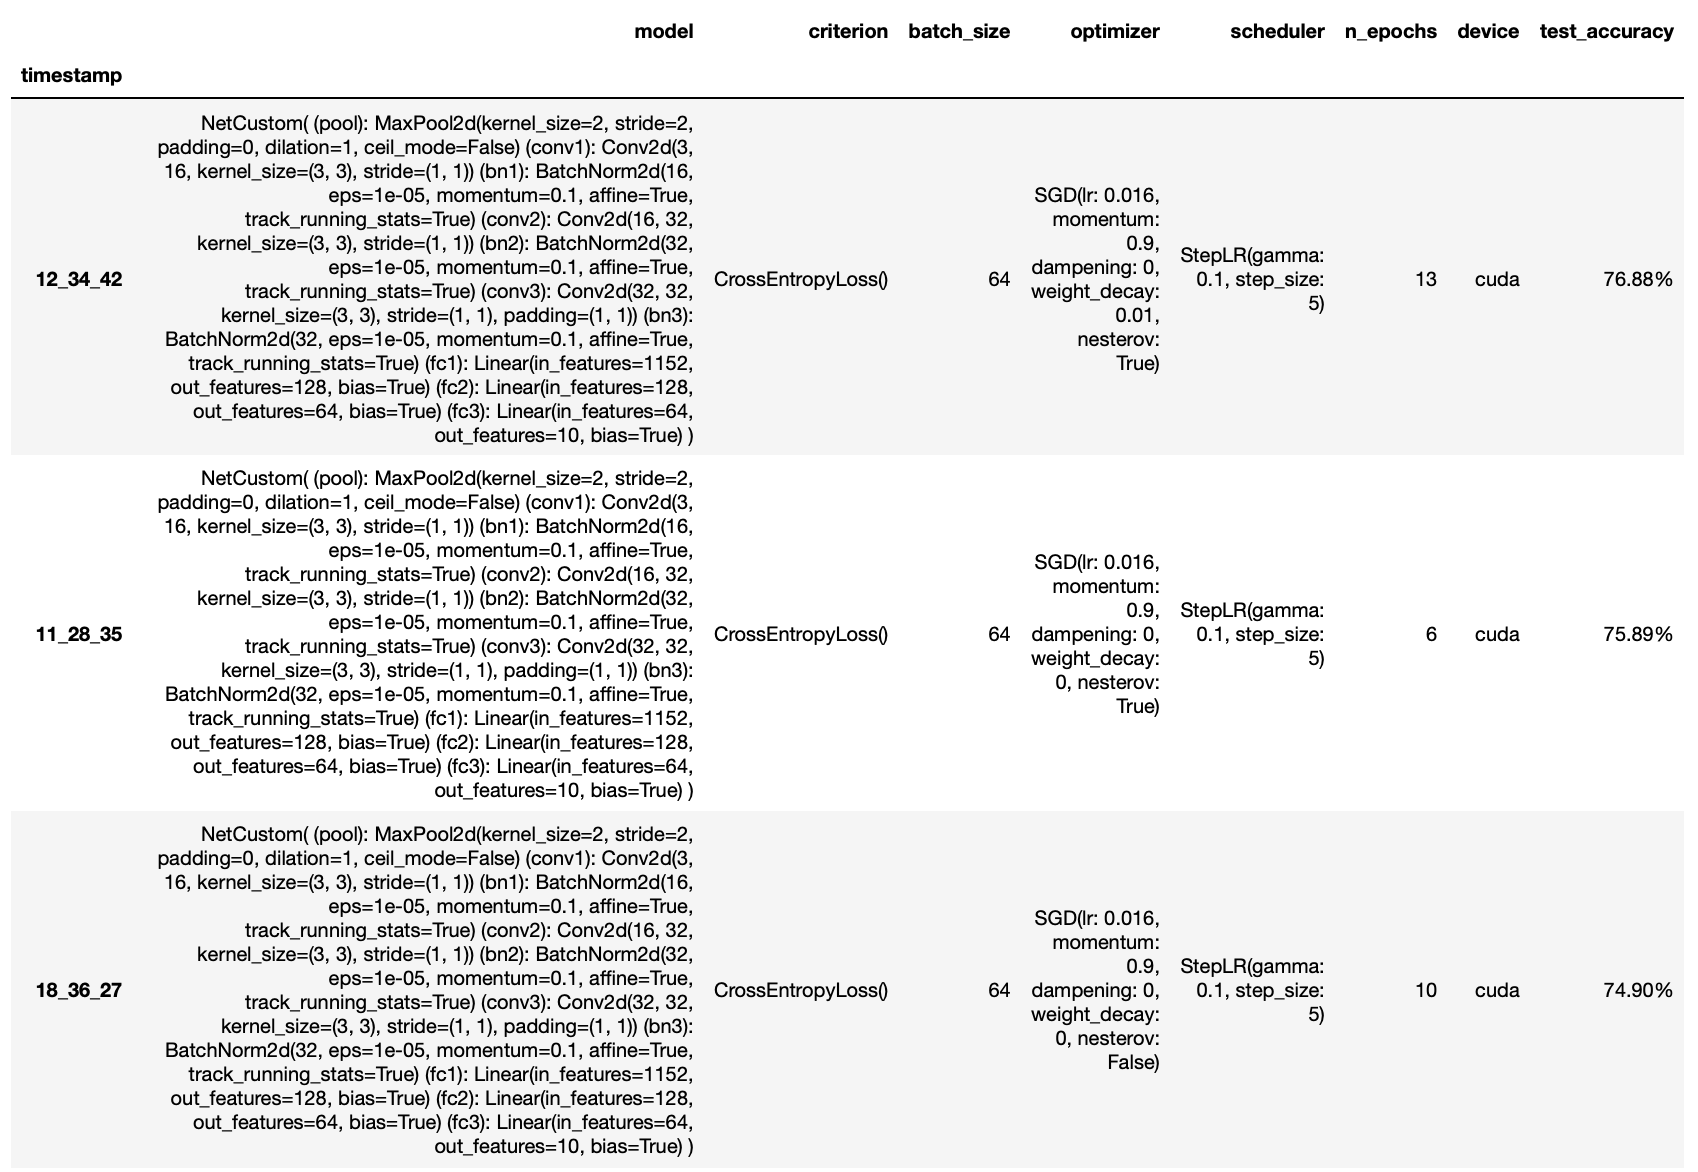 model criterion batch_size optimizer scheduler n_epochs device test_accuracy
timestamp
12_34_42
NetCustom( (pool): MaxPool2d(kernel_size=2, stride=2,
padding=0, dilation=1, ceil_mode=False) (conv1): Conv2d(3,
16, kernel_size=(3, 3), stride=(1, 1)) (bn1): BatchNorm2d(16,
eps=1e-05, momentum=0.1, affine=True,
track_running_stats=True) (conv2): Conv2d(16, 32,
kernel_size=(3, 3), stride=(1, 1)) (bn2): BatchNorm2d(32,
eps=1e-05, momentum=0.1, affine=True,
track_running_stats=True) (conv3): Conv2d(32, 32,
kernel_size=(3, 3), stride=(1, 1), padding=(1, 1)) (bn3):
BatchNorm2d(32, eps=1e-05, momentum=0.1, affine=True,
track_running_stats=True) (fc1): Linear(in_features=1152,
out_features=128, bias=True) (fc2): Linear(in_features=128,
out_features=64, bias=True) (fc3): Linear(in_features=64,
out_features=10, bias=True) )
CrossEntropyLoss()
64
SGD(lr: 0.016,
momentum:
0.9,
dampening: 0,
weight_decay:
0.01,
nesterov:
True)
StepLR(gamma:
0.1, step_size:
5)
13
cuda
76.88%
11_28_35
NetCustom( (pool): MaxPool2d(kernel_size=2, stride=2,
padding=0, dilation=1, ceil_mode=False) (conv1): Conv2d(3,
16, kernel_size=(3, 3), stride=(1, 1)) (bn1): BatchNorm2d(16,
eps=1e-05, momentum=0.1, affine=True,
track_running_stats=True) (conv2): Conv2d(16, 32,
kernel_size=(3, 3), stride=(1, 1)) (bn2): BatchNorm2d(32,
eps=1e-05, momentum=0.1, affine=True,
track_running_stats=True) (conv3): Conv2d(32, 32,
kernel_size=(3, 3), stride=(1, 1), padding=(1, 1)) (bn3):
BatchNorm2d(32, eps=1e-05, momentum=0.1, affine=True,
track_running_stats=True) (fc1): Linear(in_features=1152,
out_features=128, bias=True) (fc2): Linear(in_features=128,
out_features=64, bias=True) (fc3): Linear(in_features=64,
out_features=10, bias=True) )
CrossEntropyLoss()
64
SGD(lr: 0.016,
momentum:
0.9,
dampening: 0,
weight_decay:
0, nesterov:
True)
StepLR(gamma:
0.1, step_size:
5)
6
cuda
75.89%
18_36_27
NetCustom( (pool): MaxPool2d(kernel_size=2, stride=2,
padding=0, dilation=1, ceil_mode=False) (conv1): Conv2d(3,
16, kernel_size=(3, 3), stride=(1, 1)) (bn1): BatchNorm2d(16,
eps=1e-05, momentum=0.1, affine=True,
track_running_stats=True) (conv2): Conv2d(16, 32,
kernel_size=(3, 3), stride=(1, 1)) (bn2): BatchNorm2d(32,
eps=1e-05, momentum=0.1, affine=True,
track_running_stats=True) (conv3): Conv2d(32, 32,
kernel_size=(3, 3), stride=(1, 1), padding=(1, 1)) (bn3):
BatchNorm2d(32, eps=1e-05, momentum=0.1, affine=True,
track_running_stats=True) (fc1): Linear(in_features=1152,
out_features=128, bias=True) (fc2): Linear(in_features=128,
out_features=64, bias=True) (fc3): Linear(in_features=64,
out_features=10, bias=True) )
CrossEntropyLoss()
64
SGD(lr: 0.016,
momentum:
0.9,
dampening: 0,
weight_decay:
0, nesterov:
False)
StepLR(gamma:
0.1, step_size:
5)
10
cuda
74.90%